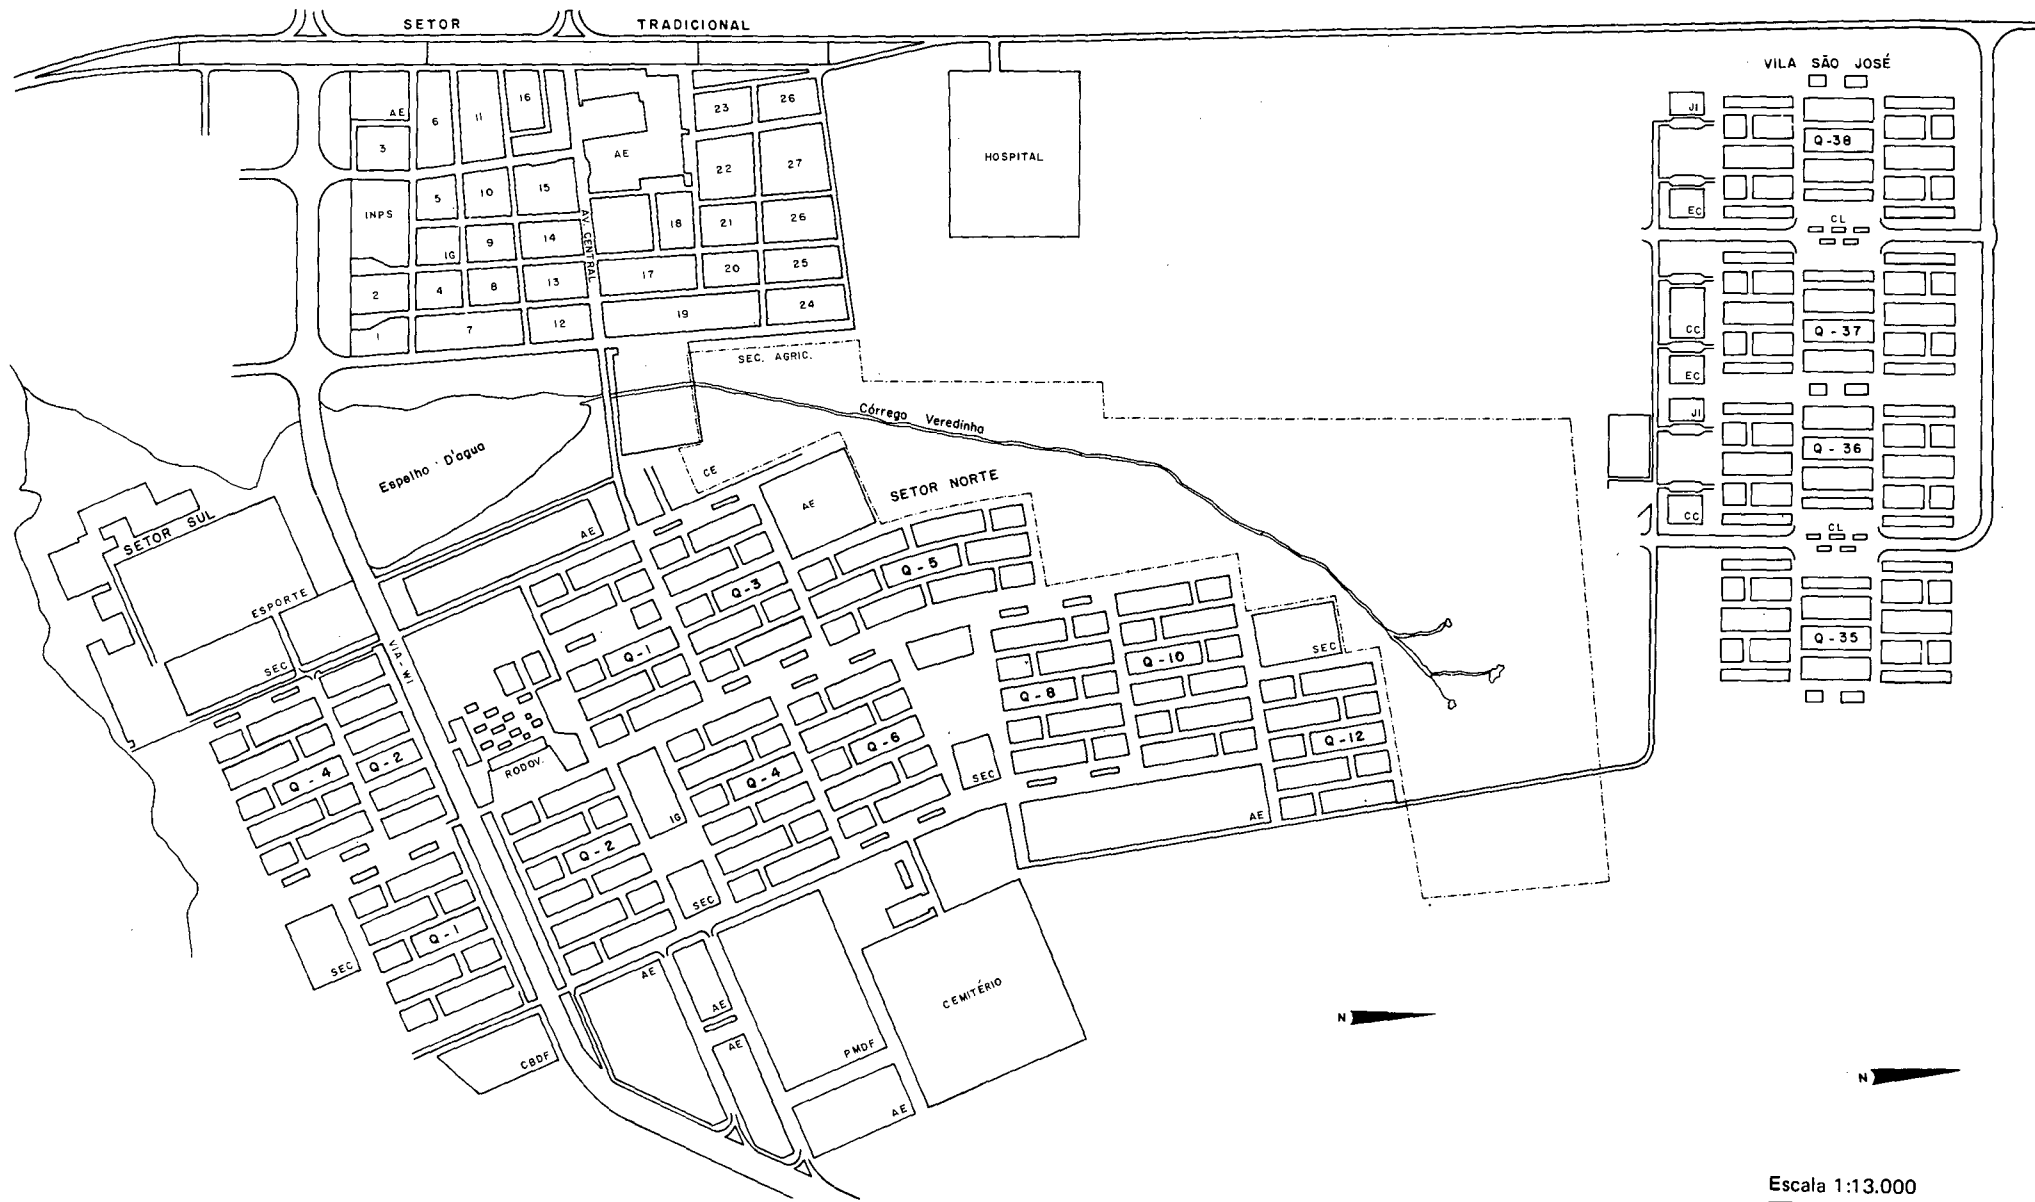 SETOR TRADICIONAL
VILA SÃO JOSÉ
AE
3
6
11
16
AE
23
26
22
27
HOSPITAL
JI
Q-38
EC
CL
INPS
5
10
15
AV. CENTRAL
18
21
26
IG
9
14
2
4
8
13
17
20
25
1
7
12
19
24
CC
Q-37
EC
JI
Q-36
CC
CL
Q-35
SEC. AGRIC.
Córrego Veredinha
Espelho D'agua
CE
SETOR NORTE
AE
AE
SETOR SUL
ESPORTE
SEC
VIA-W1
Q-3
Q-5
Q-1
Q-10
Q-8
SEC
Q-12
Q-4
Q-2
RODOV.
Q-6
Q-4
SEC
IG
AE
Q-2
SEC
Q-1
SEC
AE
AE
AE
CEMITÉRIO
PMDF
CBDF
AE
N
N
Escala 1:13.000